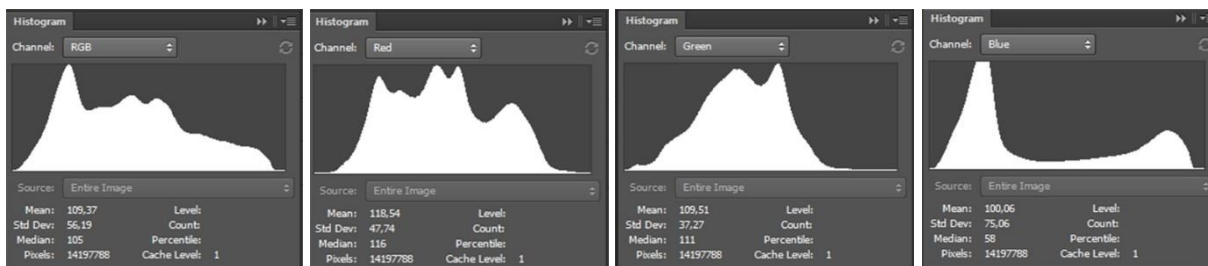 Histogram
Channel: RGB
Source: Entire Image
Mean: 109,37 Level:
Std Dev: 56,19 Count:
Median: 105 Percentile:
Pixels: 14197788 Cache Level: 1
Histogram
Channel: Red
Source: Entire Image
Mean: 118,54 Level:
Std Dev: 47,74 Count:
Median: 116 Percentile:
Pixels: 14197788 Cache Level: 1
Histogram
Channel: Green
Source: Entire Image
Mean: 109,51 Level:
Std Dev: 37,27 Count:
Median: 111 Percentile:
Pixels: 14197788 Cache Level: 1
Histogram
Channel: Blue
Source: Entire Image
Mean: 100,06 Level:
Std Dev: 75,06 Count:
Median: 58 Percentile:
Pixels: 14197788 Cache Level: 1